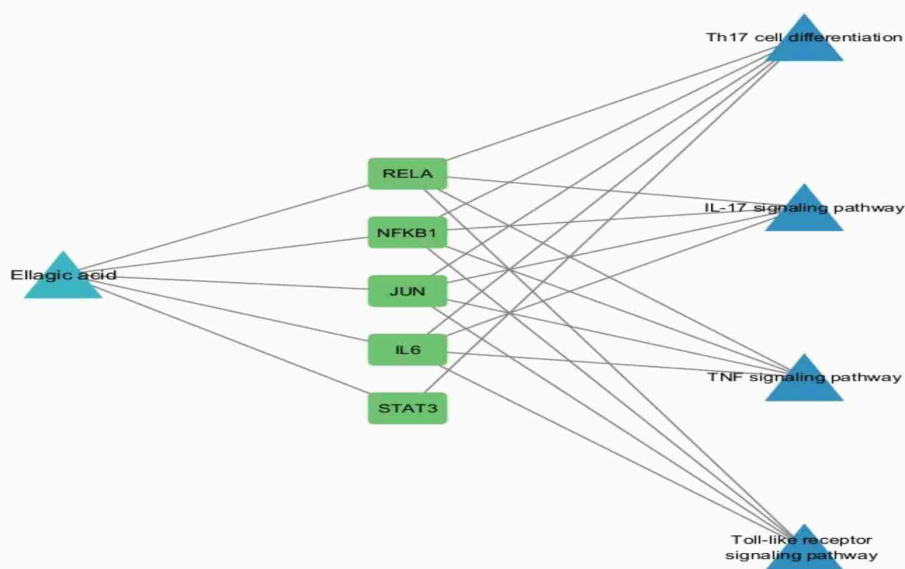 Ellagic acid
RELA
NFKB1
JUN
IL6
STAT3
Th17 cell differentiation
IL-17 signaling pathway
TNF signaling pathway
Toll-like receptor
signaling pathway